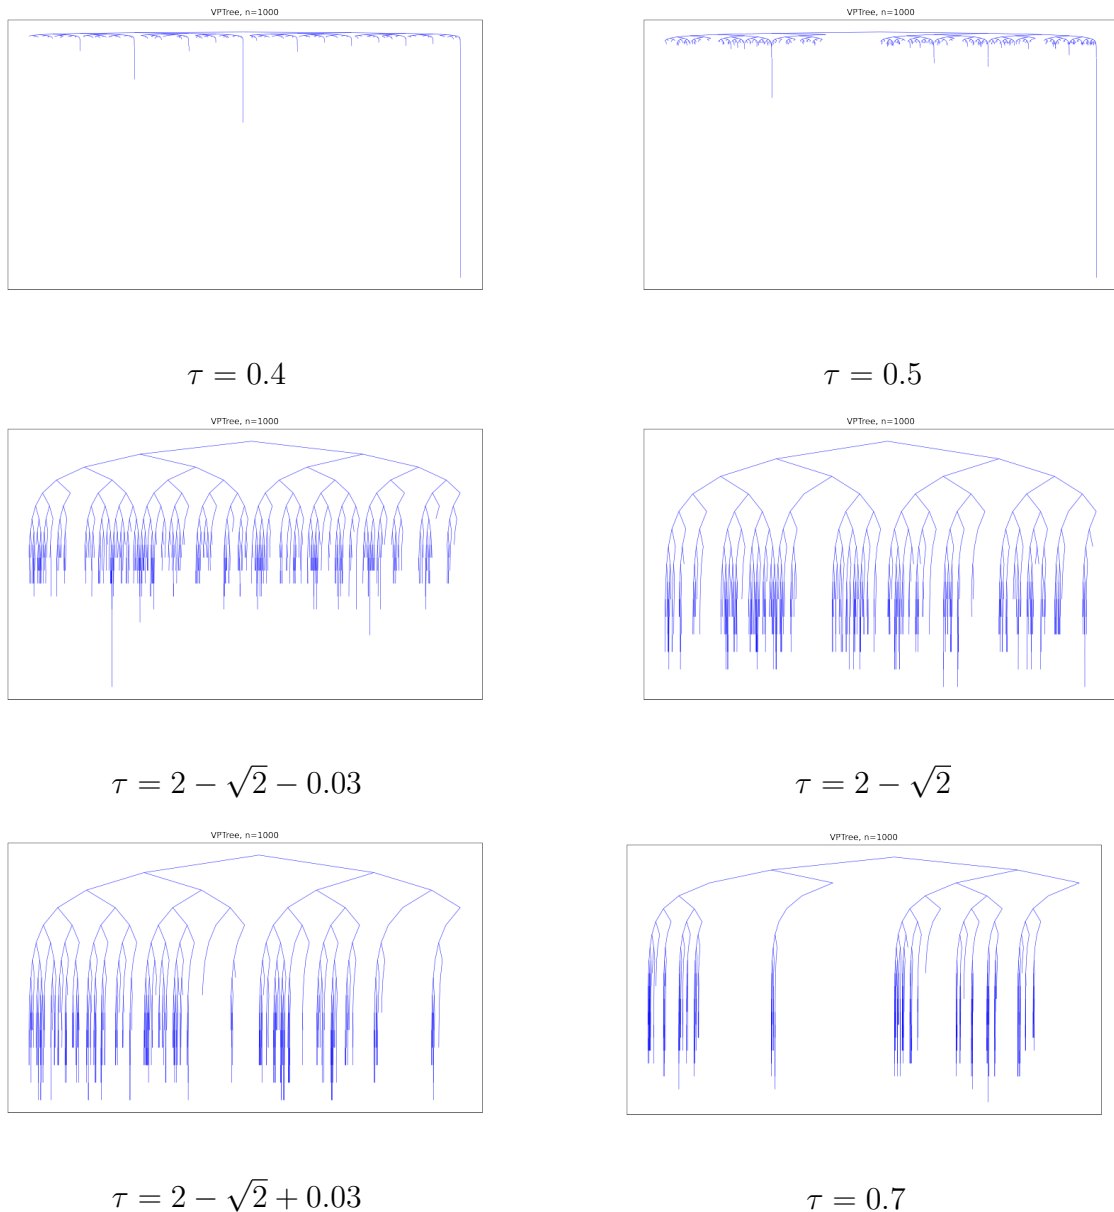 VPTree, n=1000
VPTree, n=1000
τ = 0.4
τ = 0.5
VPTree, n=1000
VPTree, n=1000
τ = 2 − √2 − 0.03
τ = 2 − √2
VPTree, n=1000
VPTree, n=1000
τ = 2 − √2 + 0.03
τ = 0.7